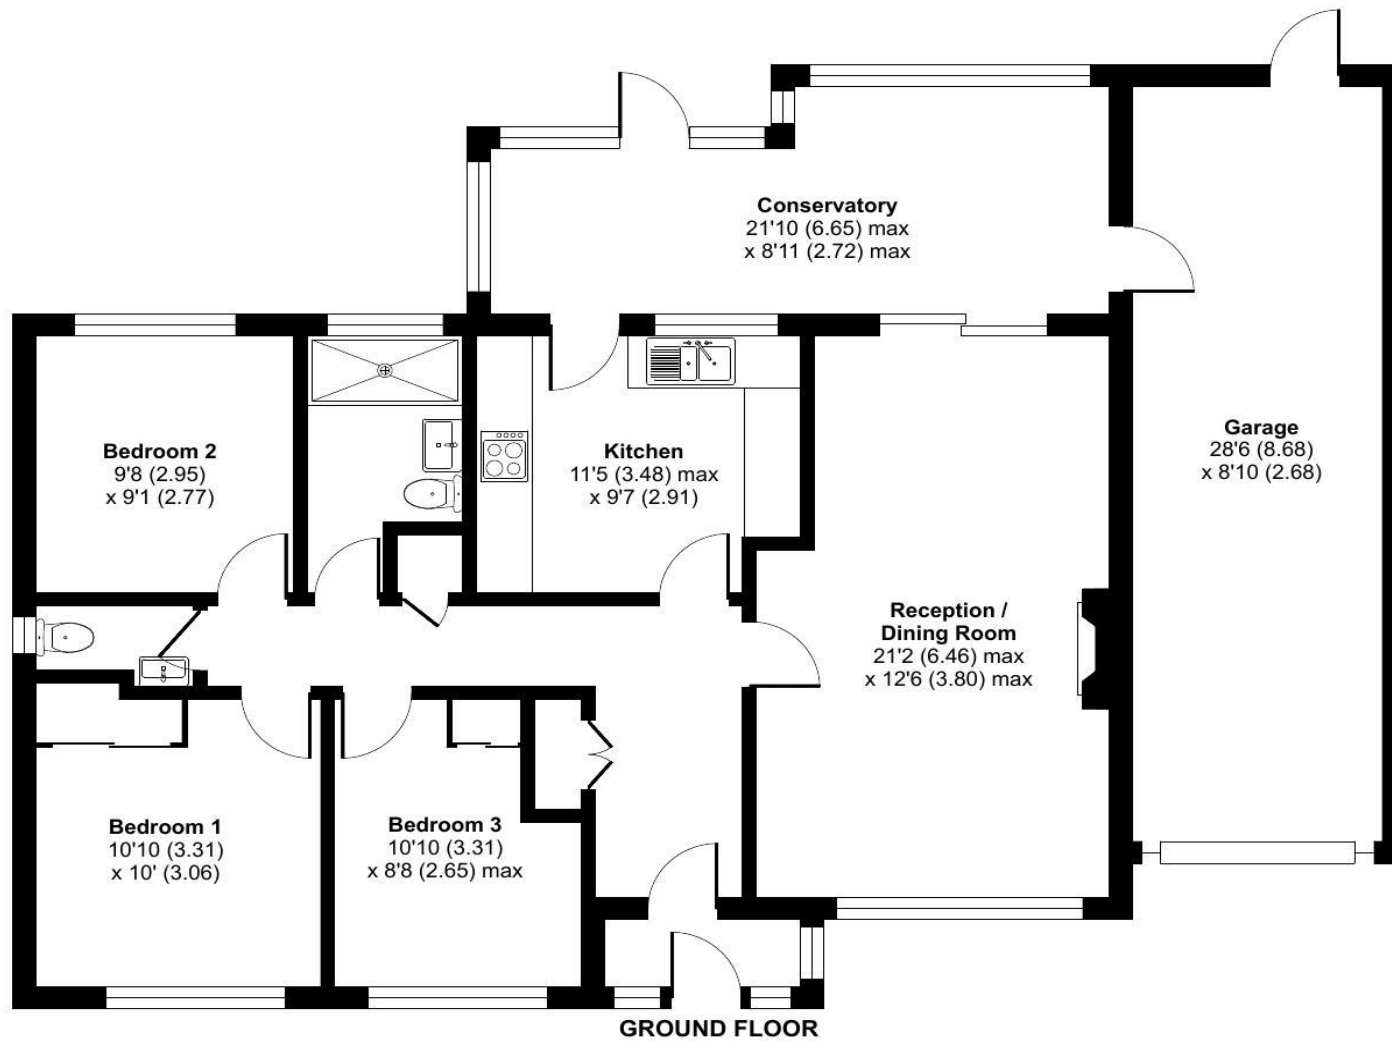 Conservatory
21'10 (6.65) max
x 8'11 (2.72) max
Bedroom 2
9'8 (2.95)
x 9'1 (2.77)
Kitchen
11'5 (3.48) max
x 9'7 (2.91)
Garage
28'6 (8.68)
x 8'10 (2.68)
Reception /
Dining Room
21'2 (6.46) max
x 12'6 (3.80) max
Bedroom 1
10'10 (3.31)
x 10' (3.06)
Bedroom 3
10'10 (3.31)
x 8'8 (2.65) max
GROUND FLOOR